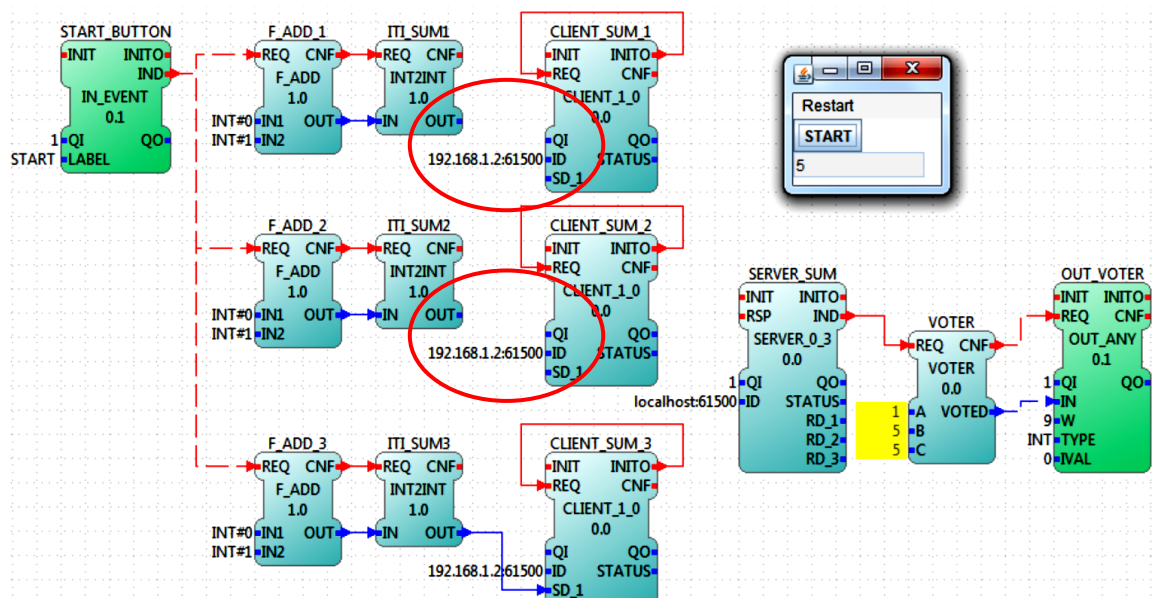 START_BUTTON
INIT INITO
IND
IN_EVENT
0.1
1 QI QO
START LABEL
F_ADD_1
REQ CNF
F_ADD
1.0
INT#0 IN1 OUT
INT#1 IN2
ITI_SUM1
REQ CNF
INT2INT
1.0
IN OUT
CLIENT_SUM_1
INIT INITO
REQ CNF
CLIENT_1_0
0.0
QI QO
192.168.1.2:61500 ID STATUS
SD_1
Restart
START
5
F_ADD_2
REQ CNF
F_ADD
1.0
INT#0 IN1 OUT
INT#1 IN2
ITI_SUM2
REQ CNF
INT2INT
1.0
IN OUT
CLIENT_SUM_2
INIT INITO
REQ CNF
CLIENT_1_0
0.0
QI QO
192.168.1.2:61500 ID STATUS
SD_1
SERVER_SUM
INIT INITO
RSP IND
SERVER_0_3
0.0
1 QI QO
localhost:61500 ID STATUS
RD_1
RD_2
RD_3
VOTER
REQ CNF
VOTER
0.0
1 A VOTED
5 B
5 C
OUT_VOTER
INIT INITO
REQ CNF
OUT_ANY
0.1
1 QI QO
IN
9 W
INT TYPE
0 IVAL
F_ADD_3
REQ CNF
F_ADD
1.0
INT#0 IN1 OUT
INT#1 IN2
ITI_SUM3
REQ CNF
INT2INT
1.0
IN OUT
CLIENT_SUM_3
INIT INITO
REQ CNF
CLIENT_1_0
0.0
QI QO
192.168.1.2:61500 ID STATUS
SD_1